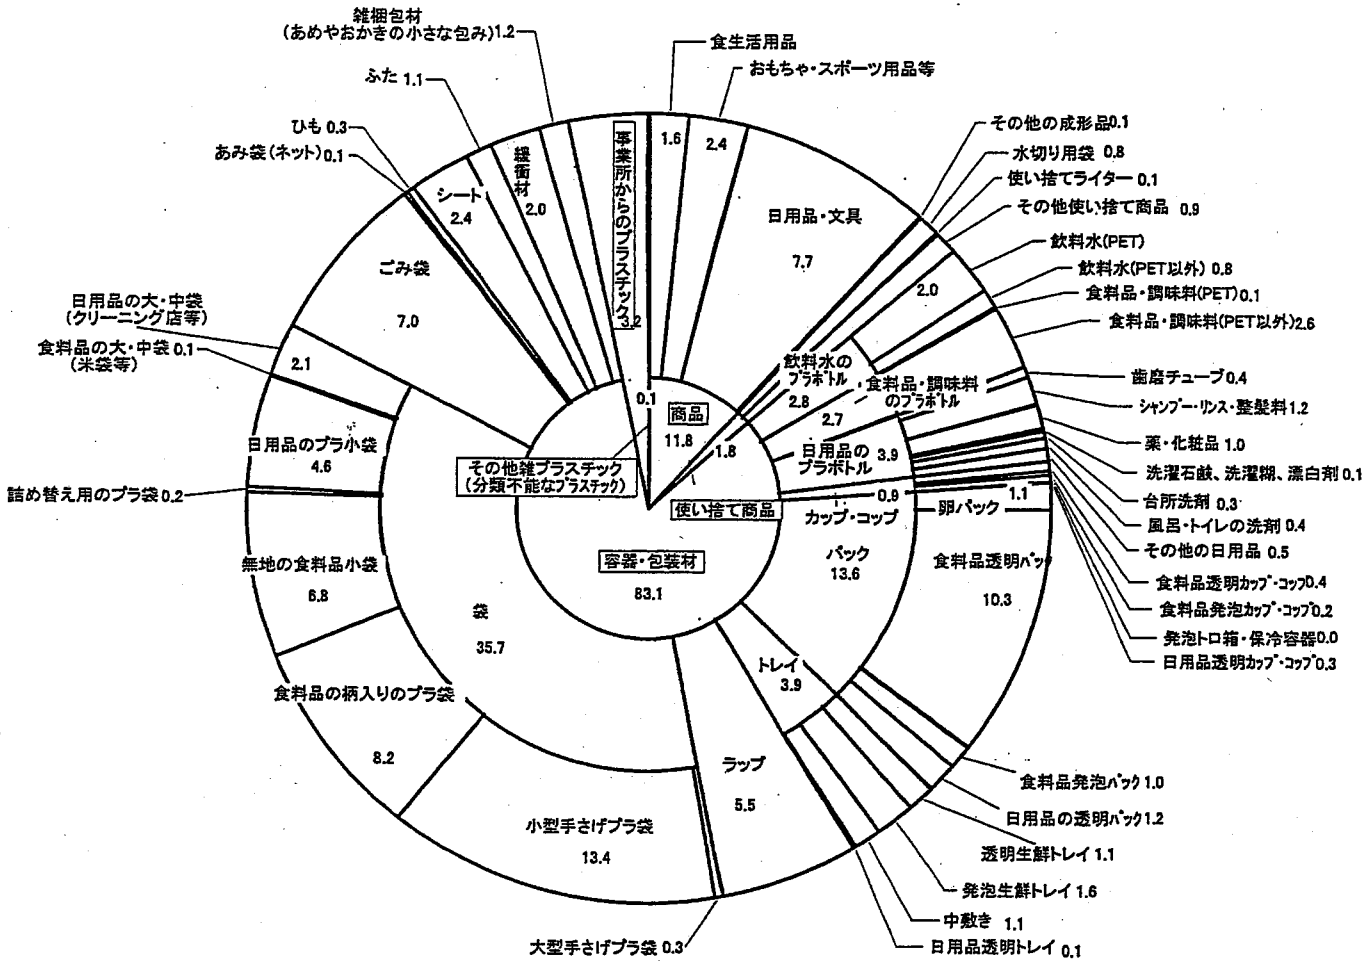 雑梱包材
(あめやおかきの小さな包み)1.2
ふた 1.1
ひも 0.3
あみ袋(ネット)0.1
シート
2.4
緩衝材
2.0
事業所からのプラスチック
3.2
食生活用品
1.6
おもちゃ・スポーツ用品等
2.4
日用品・文具
7.7
その他の成形品0.1
水切り用袋 0.8
使い捨てライター 0.1
その他使い捨て商品 0.9
飲料水(PET)
2.0
飲料水(PET以外) 0.8
食料品・調味料(PET)0.1
食料品・調味料(PET以外)2.6
歯磨チューブ0.4
シャンプー・リンス・整髪料1.2
薬・化粧品 1.0
洗濯石鹸、洗濯糊、漂白剤 0.1
台所洗剤 0.3
風呂・トイレの洗剤 0.4
その他の日用品 0.5
食料品透明カップ・コップ0.4
食料品発泡カップ・コップ0.2
発泡トロ箱・保冷容器0.0
日用品透明カップ・コップ0.3
飲料水の
プラボトル
2.8
食料品・調味料
のプラボトル
2.7
日用品の
プラボトル
3.9
0.9
カップ・コップ
パック
13.6
卵パック
1.1
食料品透明パック
10.3
食料品発泡パック1.0
日用品の透明パック1.2
透明生鮮トレイ 1.1
発泡生鮮トレイ 1.6
中敷き 1.1
日用品透明トレイ 0.1
トレイ
3.9
ラップ
5.5
大型手さげプラ袋 0.3
小型手さげプラ袋
13.4
食料品の柄入りのプラ袋
8.2
無地の食料品小袋
6.8
詰め替え用のプラ袋0.2
日用品のプラ小袋
4.6
食料品の大・中袋 0.1
(米袋等)
日用品の大・中袋
(クリーニング店等)
2.1
ごみ袋
7.0
袋
35.7
0.1
商品
11.8
1.8
その他雑プラスチック
(分類不能なプラスチック)
使い捨て商品
容器・包装材
83.1